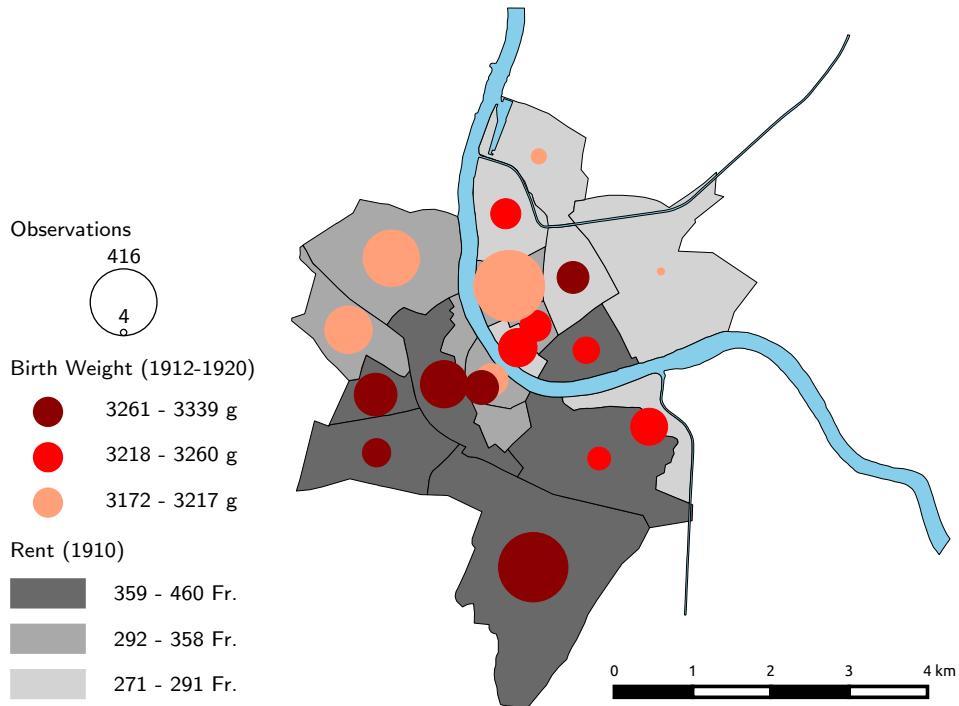 Observations
416
4
Birth Weight (1912-1920)
3261 - 3339 g
3218 - 3260 g
3172 - 3217 g
Rent (1910)
359 - 460 Fr.
292 - 358 Fr.
271 - 291 Fr.
0 1 2 3 4 km